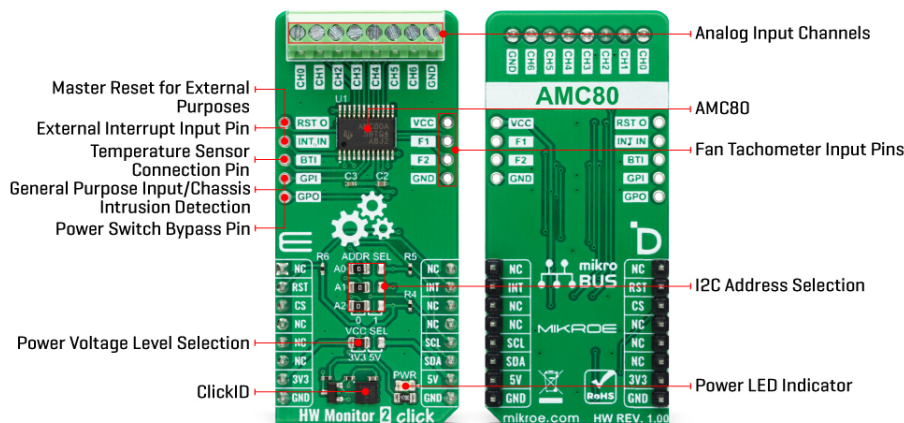 Analog Input Channels
CH0 CH1 CH2 CH3 CH4 CH5 CH6 GND
GND CH6 CH5 CH4 CH3 CH2 CH1 CH0
Master Reset for External
Purposes
External Interrupt Input Pin
Temperature Sensor
Connection Pin
General Purpose Input/Chassis
Intrusion Detection
Power Switch Bypass Pin
U1
RST O
INT_IN
BTI
GPI
GPO
C3 C2
VCC
F1
F2
GND
AMC80
VCC
F1
F2
GND
RST O
INT_IN
BTI
GPI
GPO
AMC80
Fan Tachometer Input Pins
E
R6 ADDR SEL R5
A0
A1
A2
R4
0 1
VCC SEL
3V3 5V
NC
RST
CS
NC
NC
NC
3V3
GND
NC
INT
NC
NC
SCL
SDA
5V
GND
PWR
HW Monitor 2 click
Power Voltage Level Selection
ClickID
D
mikro
BUS
MIKROE
NC
INT
NC
NC
SCL
SDA
5V
GND
NC
RST
CS
NC
NC
NC
3V3
GND
RoHS
mikroe.com HW REV. 1.00
I2C Address Selection
Power LED Indicator